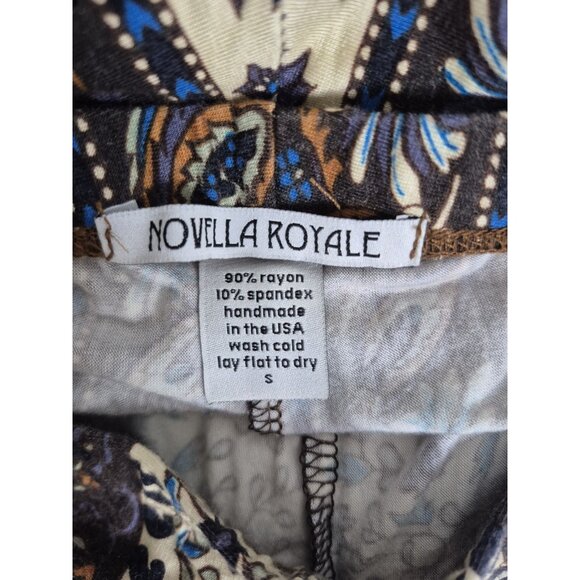 NOVELLA ROYALE
90% rayon
10% spandex
handmade
in the USA
wash cold
lay flat to dry
S